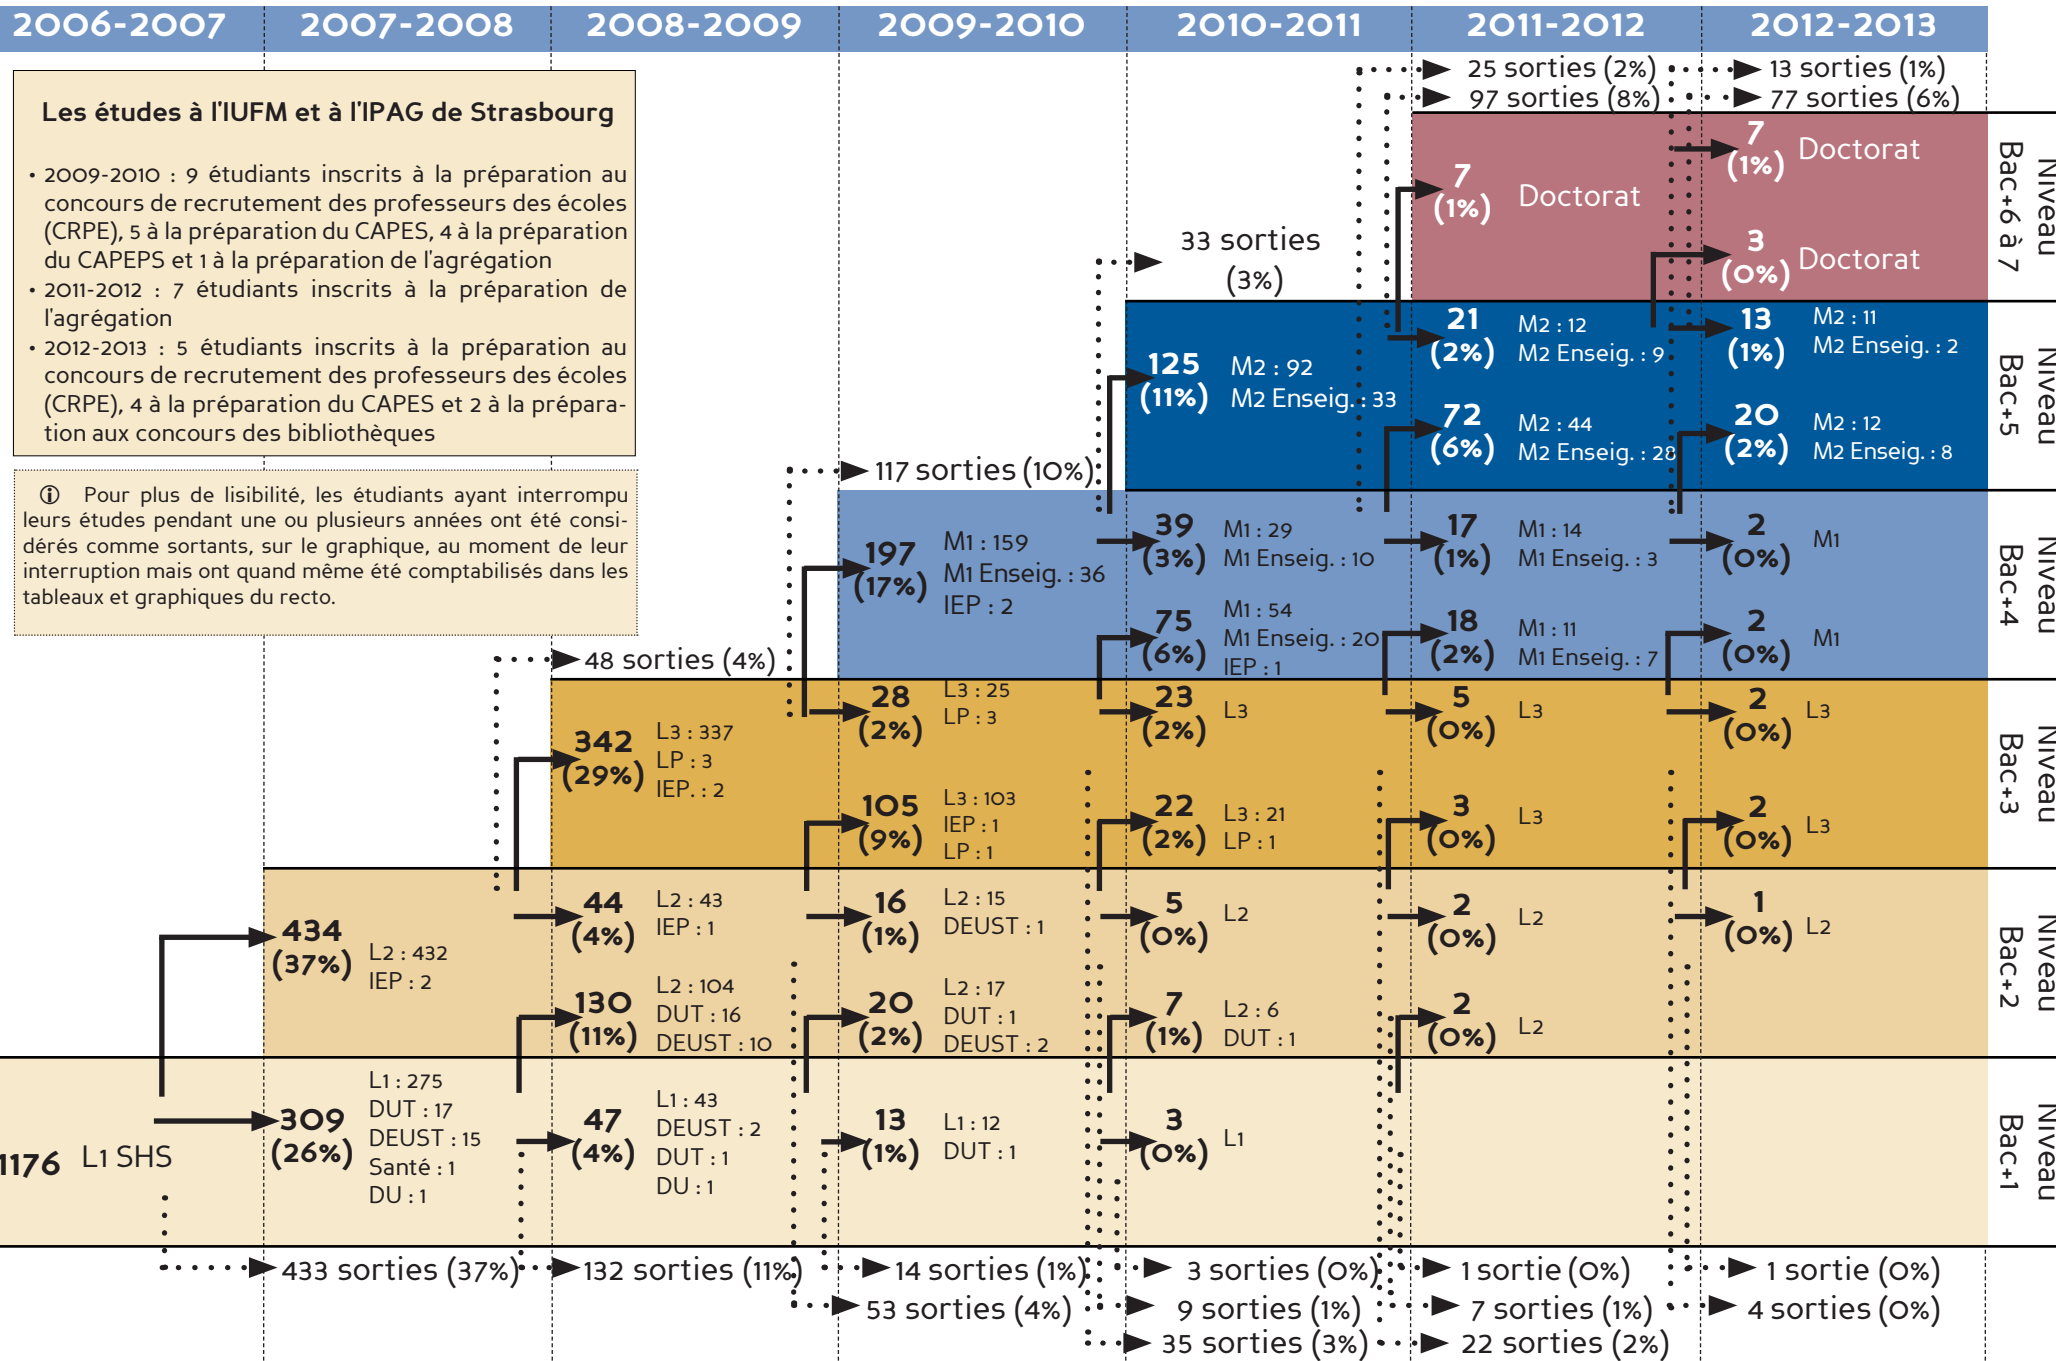 2006-2007
2007-2008
2008-2009
2009-2010
2010-2011
2011-2012
2012-2013
Les études à l'IUFM et à l'IPAG de Strasbourg
• 2009-2010 : 9 étudiants inscrits à la préparation au
concours de recrutement des professeurs des écoles
(CRPE), 5 à la préparation du CAPES, 4 à la préparation
du CAPEPS et 1 à la préparation de l'agrégation
• 2011-2012 : 7 étudiants inscrits à la préparation de
l'agrégation
• 2012-2013 : 5 étudiants inscrits à la préparation au
concours de recrutement des professeurs des écoles
(CRPE), 4 à la préparation du CAPES et 2 à la prépara-
tion aux concours des bibliothèques
ⓘ Pour plus de lisibilité, les étudiants ayant interrompu
leurs études pendant une ou plusieurs années ont été consi-
dérés comme sortants, sur le graphique, au moment de leur
interruption mais ont quand même été comptabilisés dans les
tableaux et graphiques du recto.
25 sorties (2%)
97 sorties (8%)
13 sorties (1%)
77 sorties (6%)
7
(1%)
Doctorat
7
(1%)
Doctorat
3
(0%)
Doctorat
Niveau
Bac+6 à 7
33 sorties
(3%)
125
(11%)
M2 : 92
M2 Enseig. : 33
21
(2%)
M2 : 12
M2 Enseig. : 9
72
(6%)
M2 : 44
M2 Enseig. : 28
13
(1%)
M2 : 11
M2 Enseig. : 2
20
(2%)
M2 : 12
M2 Enseig. : 8
Niveau
Bac+5
117 sorties (10%)
197
(17%)
M1 : 159
M1 Enseig. : 36
IEP : 2
39
(3%)
M1 : 29
M1 Enseig. : 10
75
(6%)
M1 : 54
M1 Enseig. : 20
IEP : 1
17
(1%)
M1 : 14
M1 Enseig. : 3
18
(2%)
M1 : 11
M1 Enseig. : 7
2
(0%)
M1
2
(0%)
M1
Niveau
Bac+4
48 sorties (4%)
342
(29%)
L3 : 337
LP : 3
IEP. : 2
28
(2%)
L3 : 25
LP : 3
105
(9%)
L3 : 103
IEP : 1
LP : 1
23
(2%)
L3
22
(2%)
L3 : 21
LP : 1
5
(0%)
L3
3
(0%)
L3
2
(0%)
L3
2
(0%)
L3
Niveau
Bac+3
434
(37%)
L2 : 432
IEP : 2
44
(4%)
L2 : 43
IEP : 1
130
(11%)
L2 : 104
DUT : 16
DEUST : 10
16
(1%)
L2 : 15
DEUST : 1
20
(2%)
L2 : 17
DUT : 1
DEUST : 2
5
(0%)
L2
7
(1%)
L2 : 6
DUT : 1
2
(0%)
L2
2
(0%)
L2
1
(0%)
L2
Niveau
Bac+2
1176
L1 SHS
309
(26%)
L1 : 275
DUT : 17
DEUST : 15
Santé : 1
DU : 1
47
(4%)
L1 : 43
DEUST : 2
DUT : 1
DU : 1
13
(1%)
L1 : 12
DUT : 1
3
(0%)
L1
Niveau
Bac+1
433 sorties (37%)
132 sorties (11%)
14 sorties (1%)
3 sorties (0%)
1 sortie (0%)
1 sortie (0%)
53 sorties (4%)
9 sorties (1%)
7 sorties (1%)
4 sorties (0%)
35 sorties (3%)
22 sorties (2%)